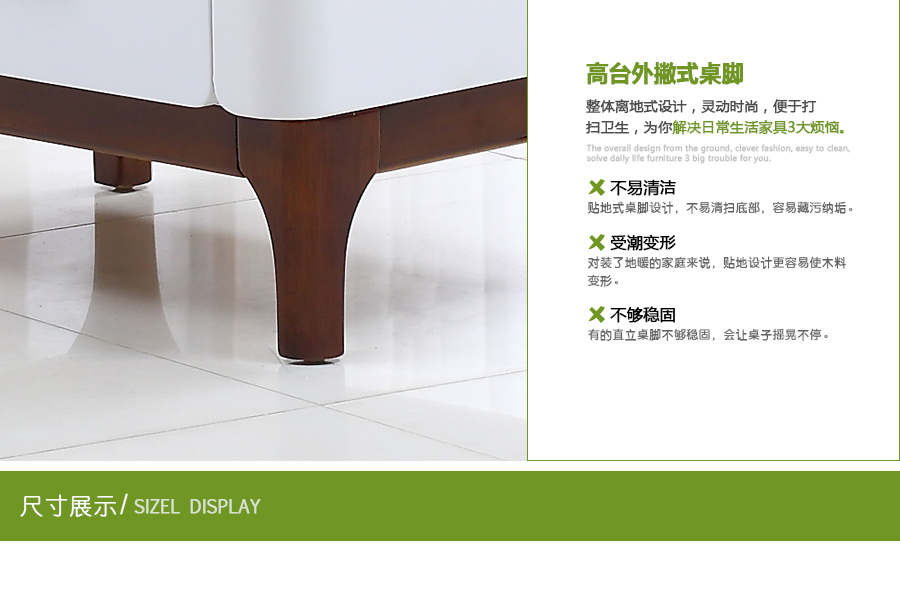 高台外撇式桌脚
整体离地式设计，灵动时尚，便于打
扫卫生，为你解决日常生活家具3大烦恼。
The overall design from the ground, clever fashion, easy to clean,
solve daily life furniture 3 big trouble for you.
不易清洁
贴地式桌脚设计，不易清扫底部，容易藏污纳垢。
受潮变形
对装了地暖的家庭来说，贴地设计更容易使木料
变形。
不够稳固
有的直立桌脚不够稳固，会让桌子摇晃不停。
尺寸展示/ SIZEL DISPLAY